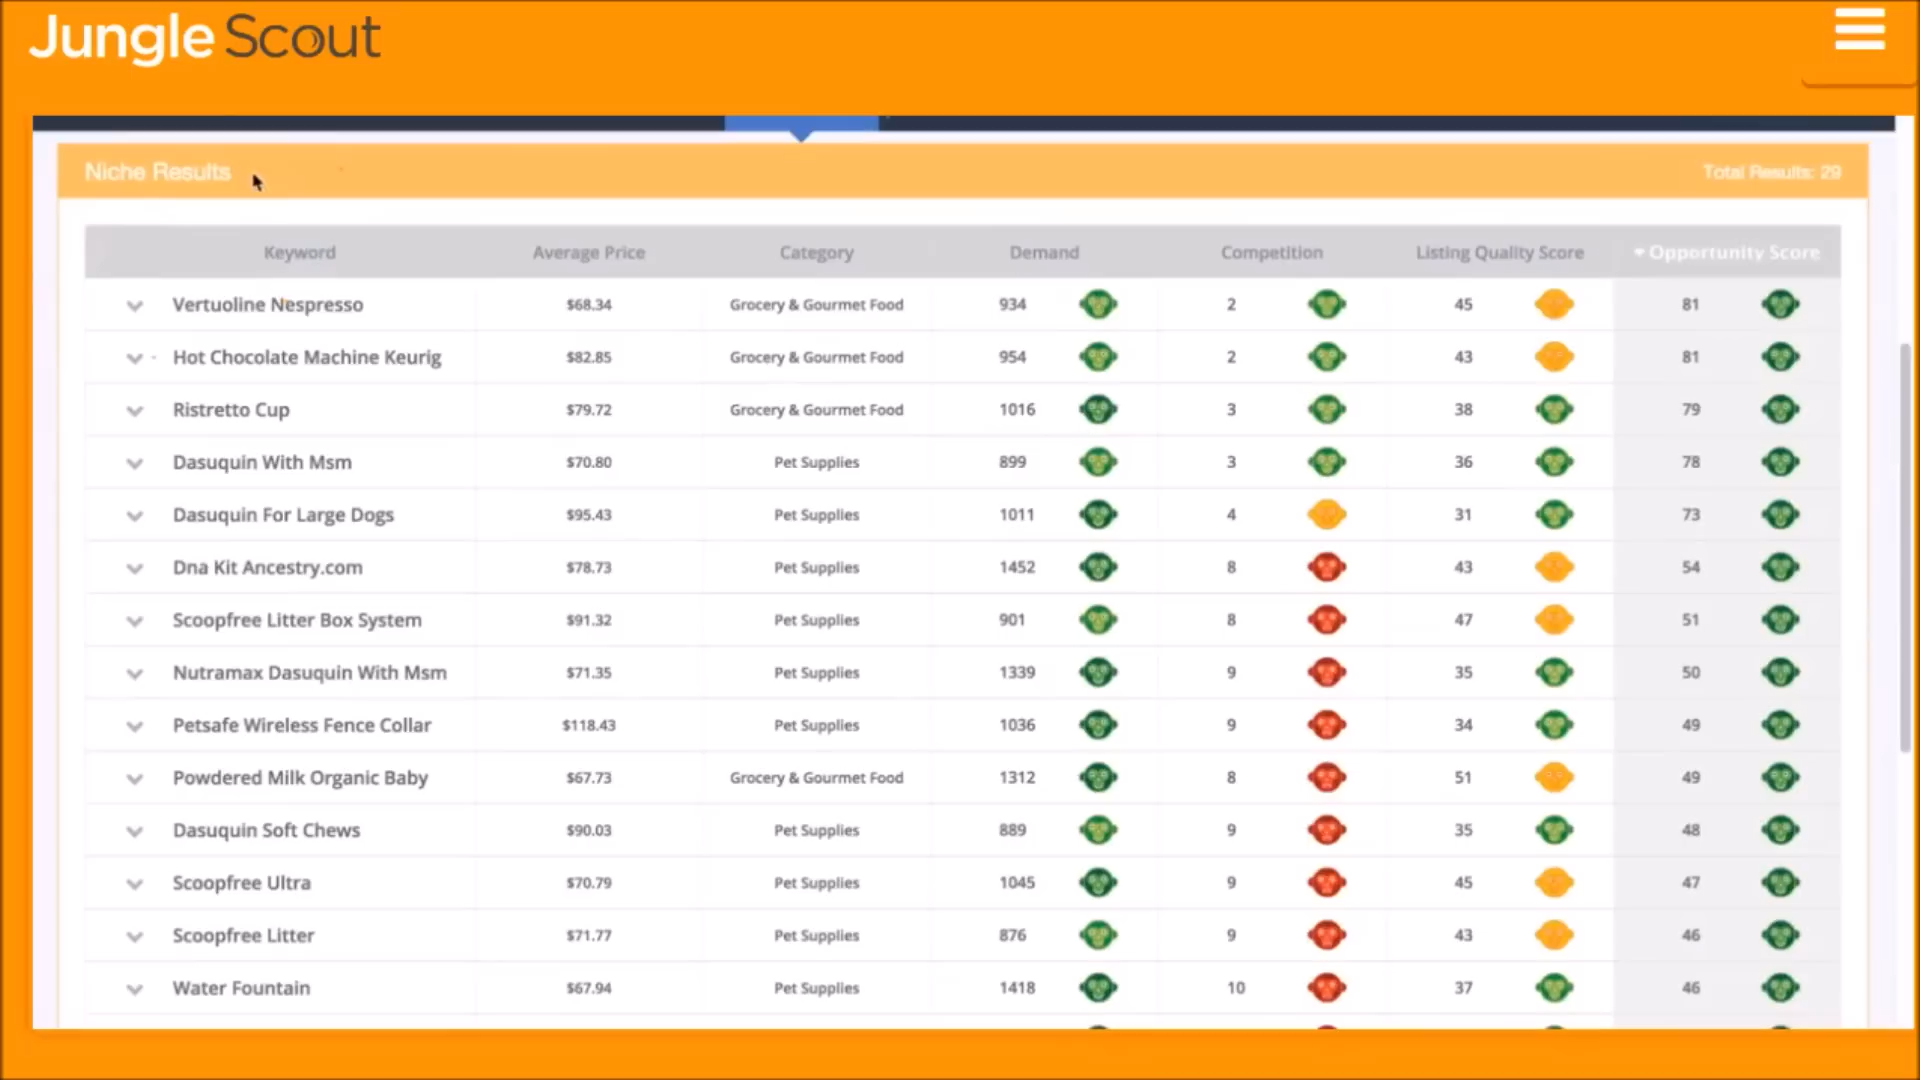 Jungle Scout
Niche Results Total Results: 29
Keyword Average Price Category Demand Competition Listing Quality Score Opportunity Score
Vertuoline Nespresso $68.34 Grocery & Gourmet Food 934 2 45 81
Hot Chocolate Machine Keurig $82.85 Grocery & Gourmet Food 954 2 43 81
Ristretto Cup $79.72 Grocery & Gourmet Food 1016 3 38 79
Dasuquin With Msm $70.80 Pet Supplies 899 3 36 78
Dasuquin For Large Dogs $95.43 Pet Supplies 1011 4 31 73
Dna Kit Ancestry.com $78.73 Pet Supplies 1452 8 43 54
Scoopfree Litter Box System $91.32 Pet Supplies 901 8 47 51
Nutramax Dasuquin With Msm $71.35 Pet Supplies 1339 9 35 50
Petsafe Wireless Fence Collar $118.43 Pet Supplies 1036 9 34 49
Powdered Milk Organic Baby $67.73 Grocery & Gourmet Food 1312 8 51 49
Dasuquin Soft Chews $90.03 Pet Supplies 889 9 35 48
Scoopfree Ultra $70.79 Pet Supplies 1045 9 45 47
Scoopfree Litter $71.77 Pet Supplies 876 9 43 46
Water Fountain $67.94 Pet Supplies 1418 10 37 46